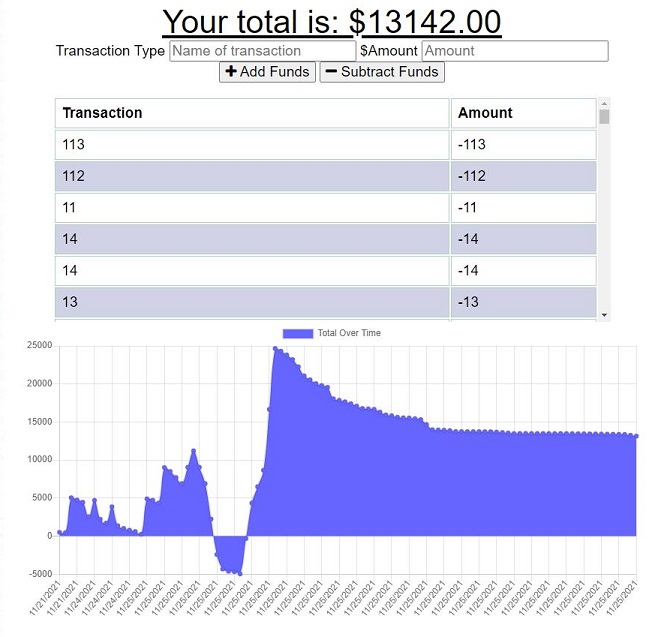 Your total is: $13142.00
Transaction Type Name of transaction $Amount Amount
+ Add Funds − Subtract Funds
Transaction Amount
113 -113
112 -112
11 -11
14 -14
14 -14
13 -13
Total Over Time
25000
20000
15000
10000
5000
0
-5000
11/21/2021 11/21/2021 11/24/2021 11/24/2021 11/24/2021 11/25/2021 11/25/2021 11/25/2021 11/25/2021 11/25/2021 11/25/2021 11/25/2021 11/25/2021 11/25/2021 11/25/2021 11/25/2021 11/25/2021 11/25/2021 11/25/2021 11/25/2021 11/25/2021 11/25/2021 11/25/2021 11/25/2021 11/25/2021 11/25/2021 11/25/2021 11/25/2021 11/25/2021 11/25/2021 11/25/2021 11/25/2021 11/25/2021 11/25/2021